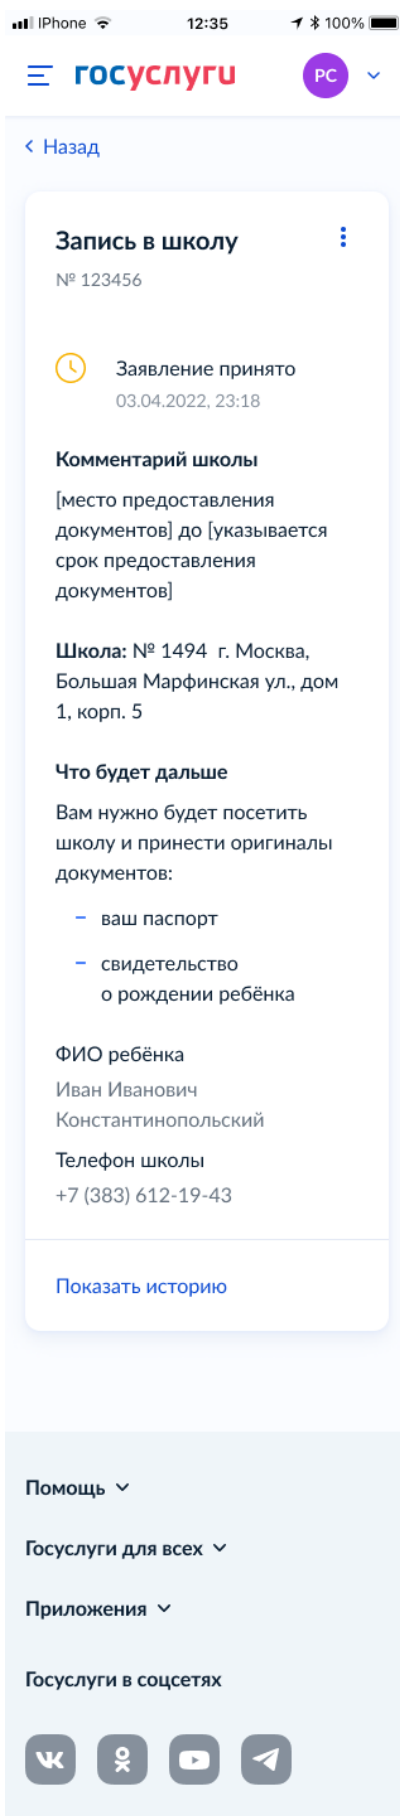 IPhone 12:35 100%
госуслуги РС
Назад
Запись в школу
№ 123456
Заявление принято
03.04.2022, 23:18
Комментарий школы
[место предоставления
документов] до [указывается
срок предоставления
документов]
Школа: № 1494 г. Москва,
Большая Марфинская ул., дом
1, корп. 5
Что будет дальше
Вам нужно будет посетить
школу и принести оригиналы
документов:
– ваш паспорт
– свидетельство
о рождении ребёнка
ФИО ребёнка
Иван Иванович
Константинопольский
Телефон школы
+7 (383) 612-19-43
Показать историю
Помощь
Госуслуги для всех
Приложения
Госуслуги в соцсетях